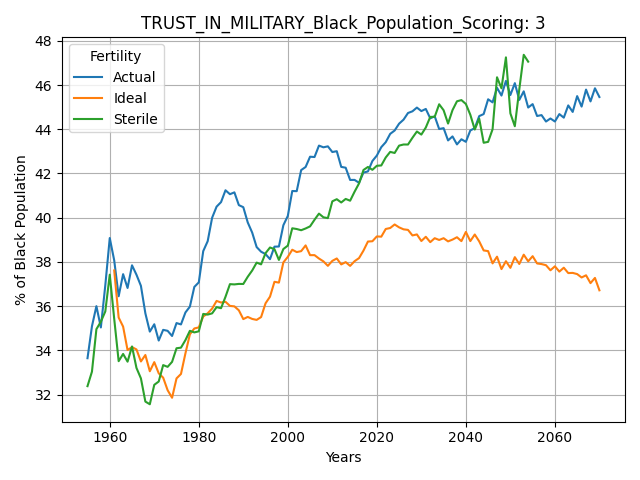 TRUST_IN_MILITARY_Black_Population_Scoring: 3
Fertility
Actual
Ideal
Sterile
% of Black Population
48
46
44
42
40
38
36
34
32
1960
1980
2000
2020
2040
2060
Years